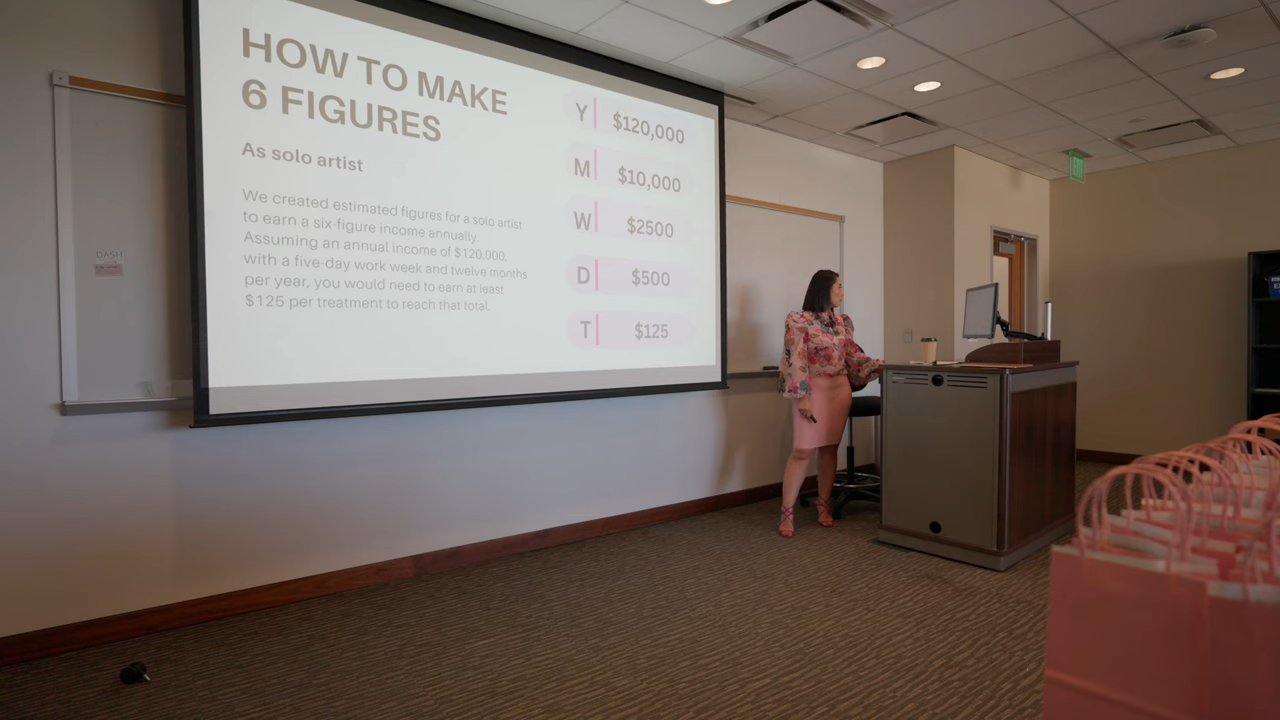 HOW TO MAKE
6 FIGURES
As solo artist
We created estimated figures for a solo artist
to earn a six-figure income annually.
Assuming an annual income of $120,000,
with a five-day work week and twelve months
per year, you would need to earn at least
$125 per treatment to reach that total.
Y $120,000
M $10,000
W $2500
D $500
T $125
DASH